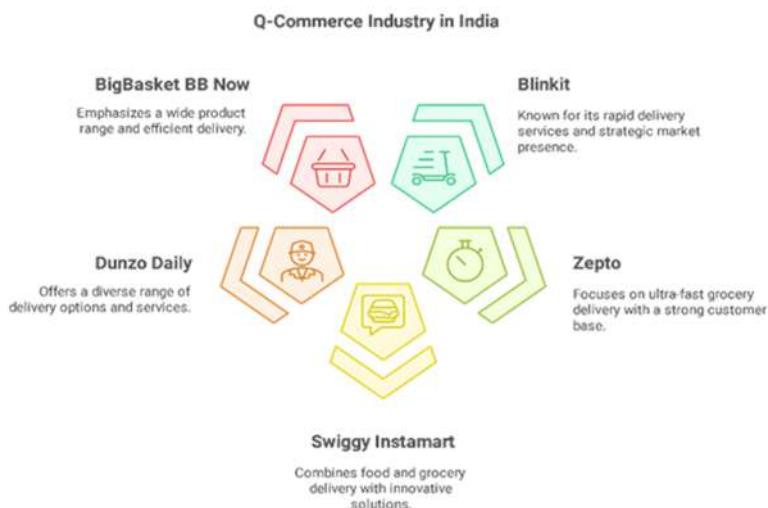 Q-Commerce Industry in India
BigBasket BB Now
Emphasizes a wide product
range and efficient delivery.
Blinkit
Known for its rapid delivery
services and strategic market
presence.
Dunzo Daily
Offers a diverse range of
delivery options and services.
Zepto
Focuses on ultra-fast grocery
delivery with a strong customer
base.
Swiggy Instamart
Combines food and grocery
delivery with innovative
solutions.